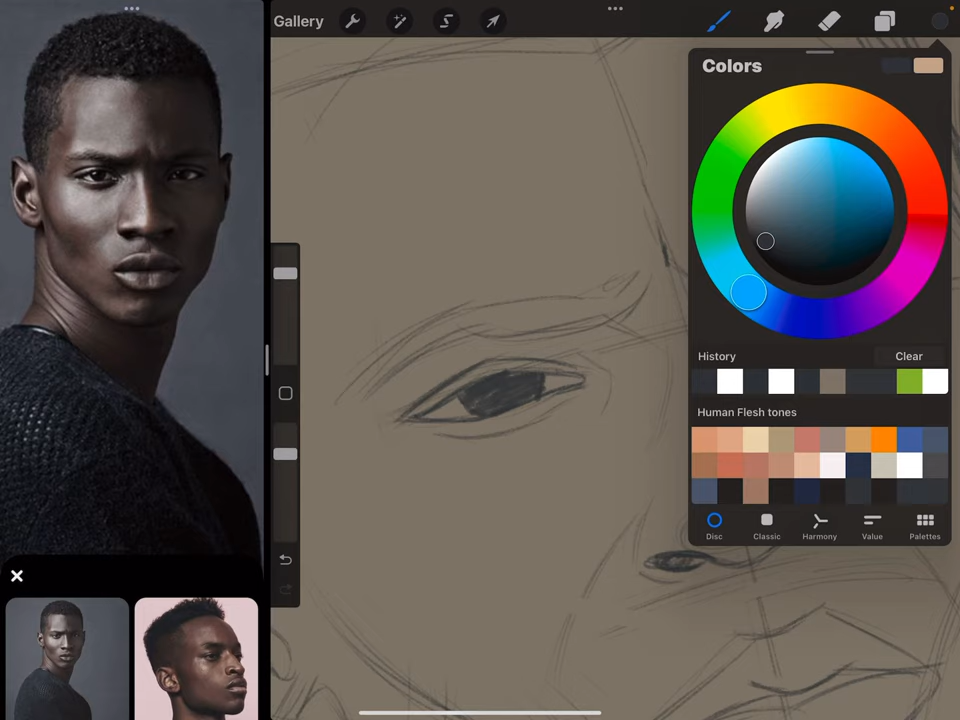 Gallery
Colors
History
Clear
Human Flesh tones
Disc
Classic
Harmony
Value
Palettes